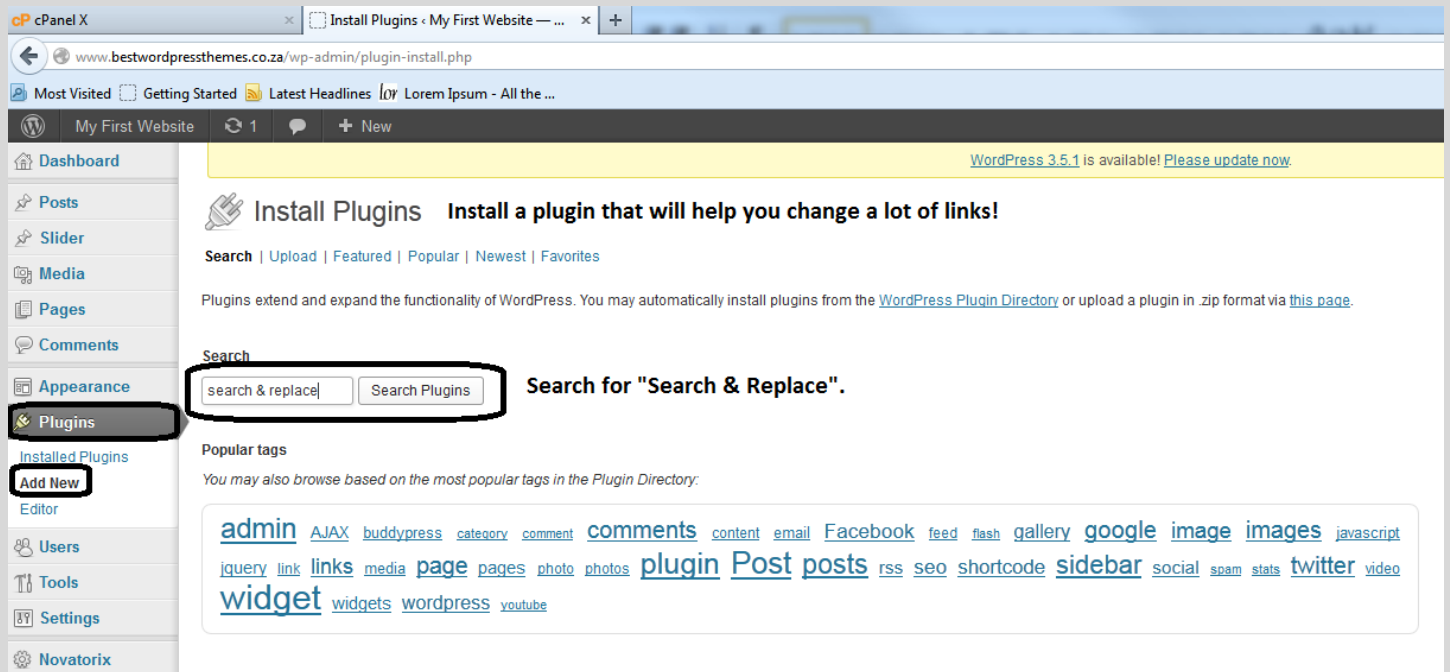 cP cPanel X × Install Plugins ‹ My First Website — ... × +
www.bestwordpressthemes.co.za/wp-admin/plugin-install.php
Most Visited Getting Started Latest Headlines lor Lorem Ipsum - All the ...
My First Website 1 + New
Dashboard
WordPress 3.5.1 is available! Please update now.
Posts
Install Plugins Install a plugin that will help you change a lot of links!
Slider
Search | Upload | Featured | Popular | Newest | Favorites
Media
Plugins extend and expand the functionality of WordPress. You may automatically install plugins from the WordPress Plugin Directory or upload a plugin in .zip format via this page.
Pages
Comments
Search
Appearance
search & replace Search Plugins Search for "Search & Replace".
Plugins
Installed Plugins
Popular tags
Add New
You may also browse based on the most popular tags in the Plugin Directory:
Editor
admin AJAX buddypress category comment comments content email Facebook feed flash gallery google image images javascript
Users
jquery link links media page pages photo photos plugin Post posts rss seo shortcode sidebar social spam stats twitter video
Tools
widget widgets wordpress youtube
Settings
Novatorix